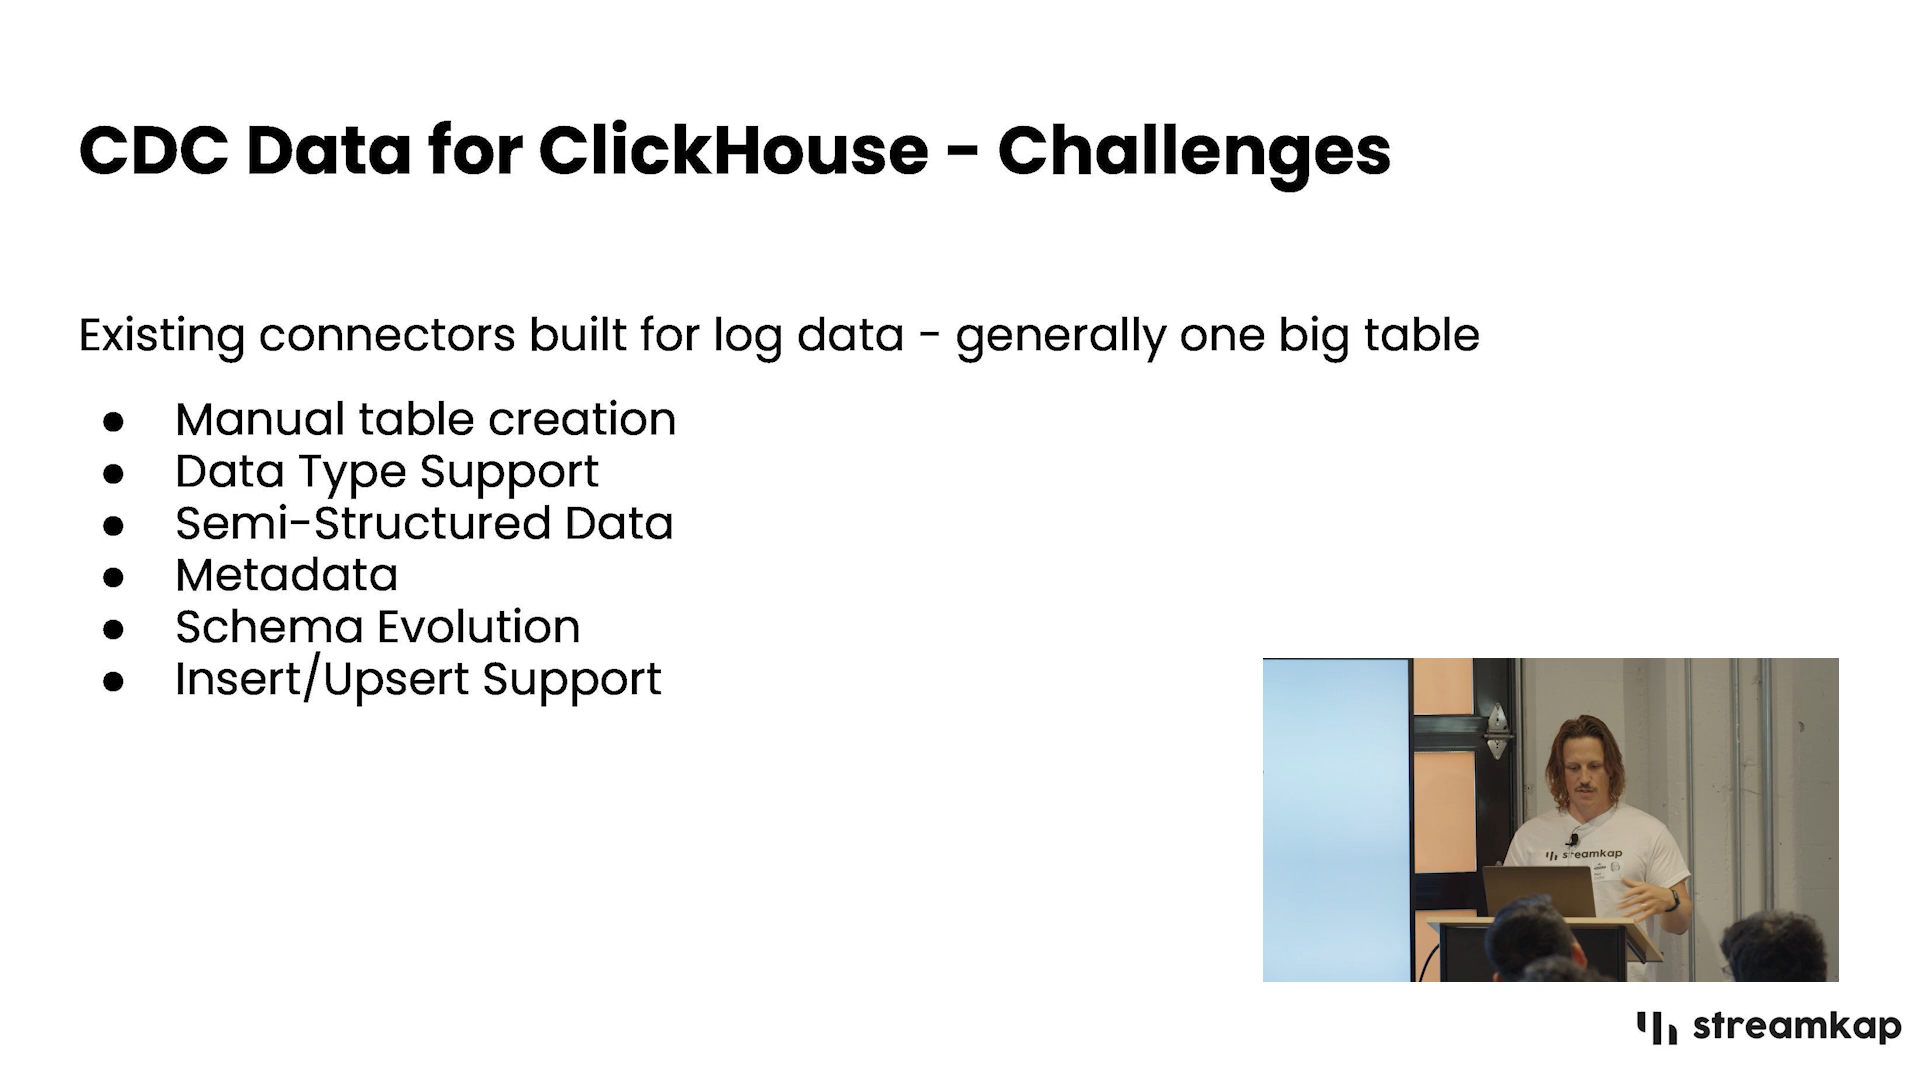 CDC Data for ClickHouse - Challenges
Existing connectors built for log data - generally one big table
● Manual table creation
● Data Type Support
● Semi-Structured Data
● Metadata
● Schema Evolution
● Insert/Upsert Support
streamkap
streamkap